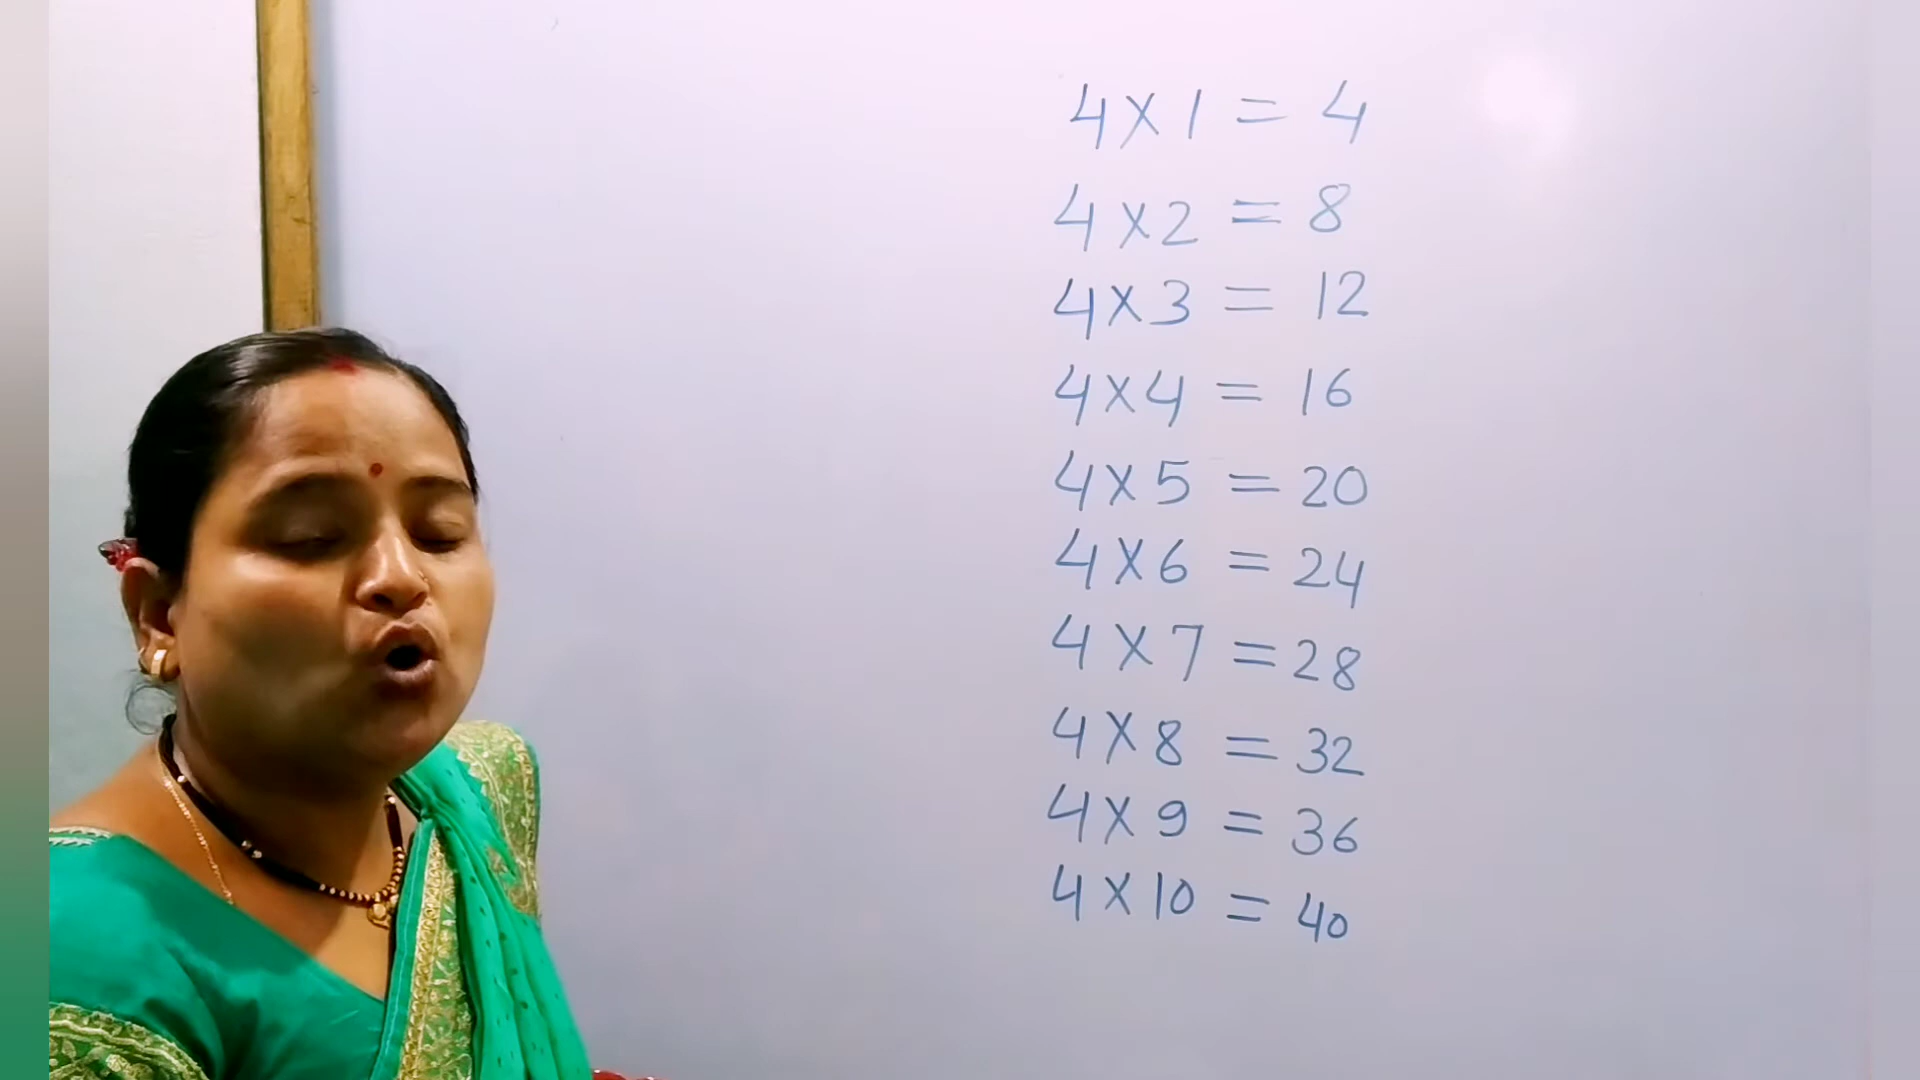 4 X 1 = 4
4 X 2 = 8
4 X 3 = 12
4 X 4 = 16
4 X 5 = 20
4 X 6 = 24
4 X 7 = 28
4 X 8 = 32
4 X 9 = 36
4 X 10 = 40